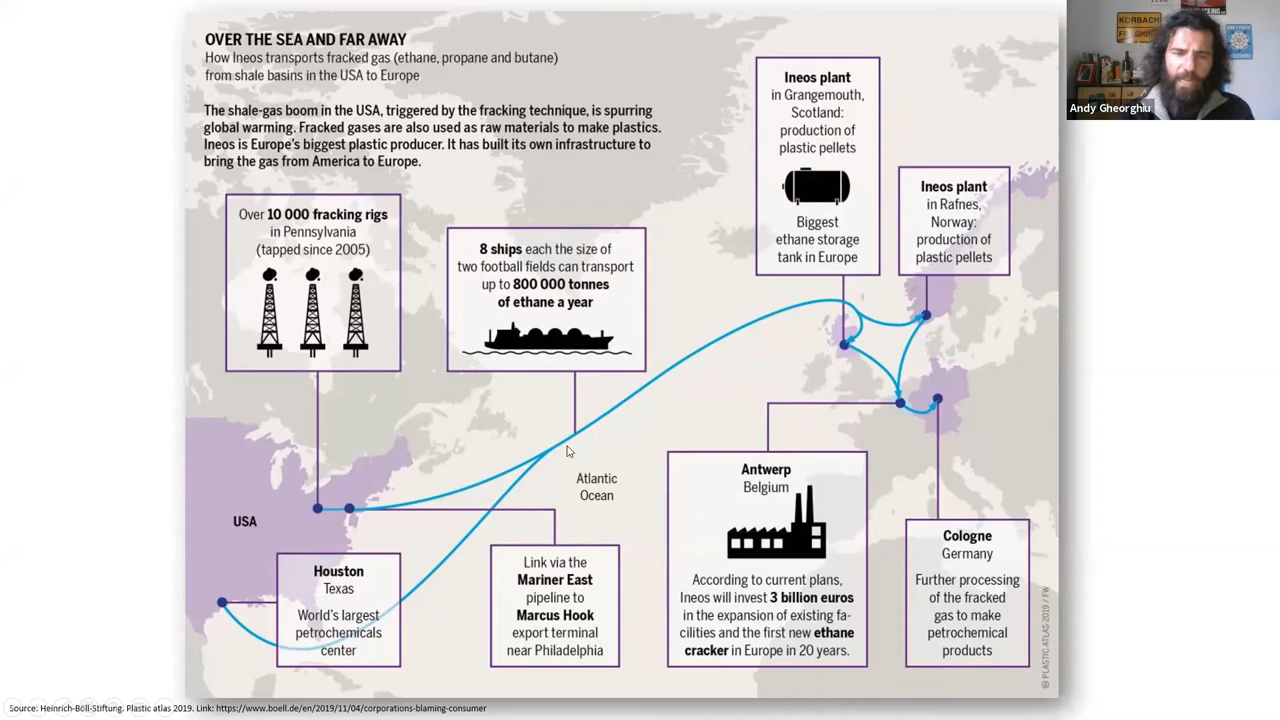 OVER THE SEA AND FAR AWAY
How Ineos transports fracked gas (ethane, propane and butane)
from shale basins in the USA to Europe
The shale-gas boom in the USA, triggered by the fracking technique, is spurring
global warming. Fracked gases are also used as raw materials to make plastics.
Ineos is Europe's biggest plastic producer. It has built its own infrastructure to
bring the gas from America to Europe.
Over 10 000 fracking rigs
in Pennsylvania
(tapped since 2005)
8 ships each the size of
two football fields can transport
up to 800 000 tonnes
of ethane a year
Ineos plant
in Grangemouth,
Scotland:
production of
plastic pellets
Biggest
ethane storage
tank in Europe
Ineos plant
in Rafnes,
Norway:
production of
plastic pellets
KORBACH
Andy Gheorghiu
Atlantic
Ocean
USA
Houston
Texas
World's largest
petrochemicals
center
Link via the
Mariner East
pipeline to
Marcus Hook
export terminal
near Philadelphia
Antwerp
Belgium
According to current plans,
Ineos will invest 3 billion euros
in the expansion of existing fa-
cilities and the first new ethane
cracker in Europe in 20 years.
Cologne
Germany
Further processing
of the fracked
gas to make
petrochemical
products
© PLASTIC ATLAS 2019 / FW
Source: Heinrich-Böll-Stiftung. Plastic atlas 2019. Link: https://www.boell.de/en/2019/11/04/corporations-blaming-consumer